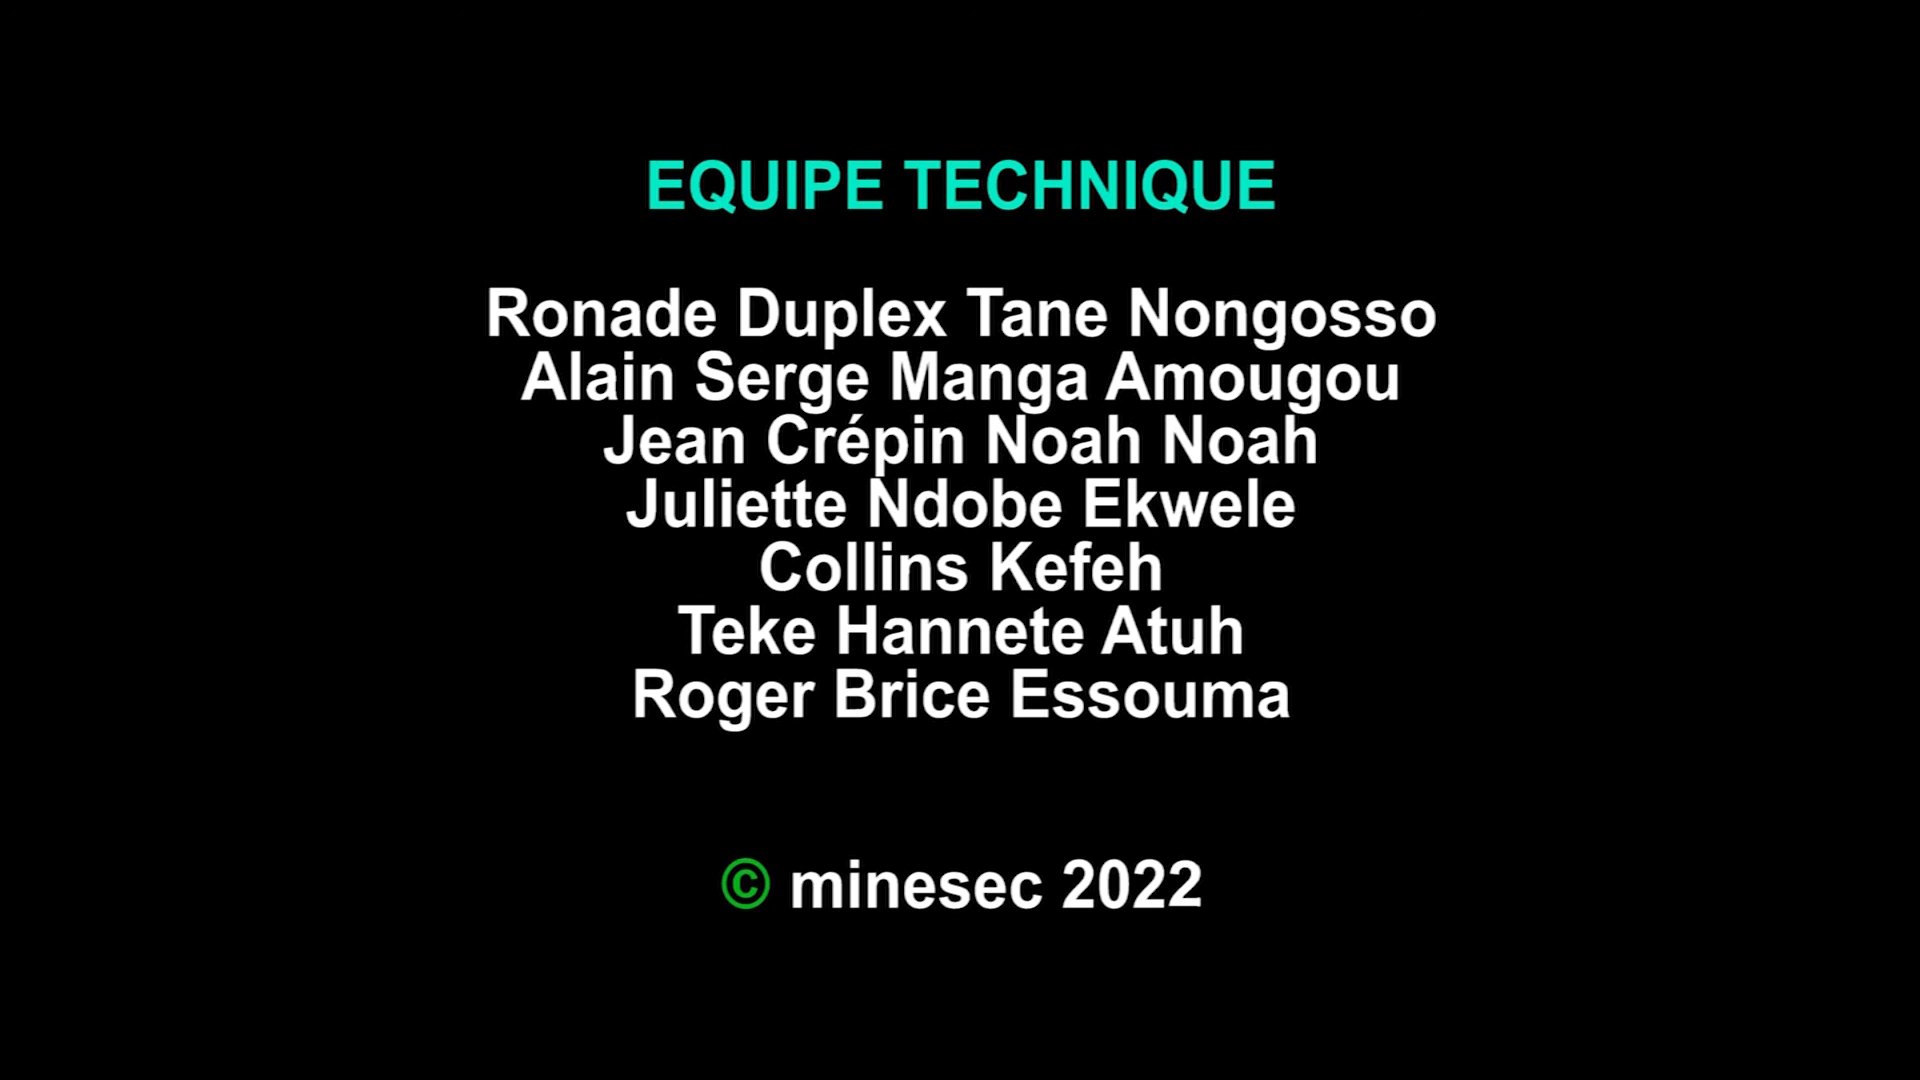 EQUIPE TECHNIQUE
Ronade Duplex Tane Nongosso
Alain Serge Manga Amougou
Jean Crépin Noah Noah
Juliette Ndobe Ekwele
Collins Kefeh
Teke Hannete Atuh
Roger Brice Essouma
© minesec 2022